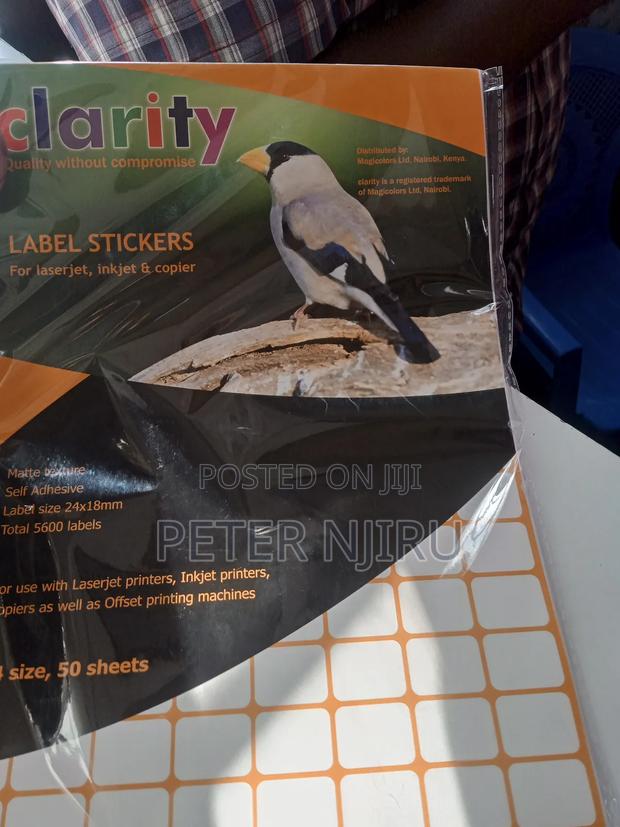 clarity
Quality without compromise
Distributed by:
Magicolors Ltd, Nairobi, Kenya.
clarity is a registered trademark
of Magicolors Ltd, Nairobi.
LABEL STICKERS
For laserjet, inkjet & copier
Matte texture
Self Adhesive
Label size 24x18mm
Total 5600 labels
POSTED ON JIJI
PETER NJIRU
or use with Laserjet printers, Inkjet printers,
opiers as well as Offset printing machines
4 size, 50 sheets